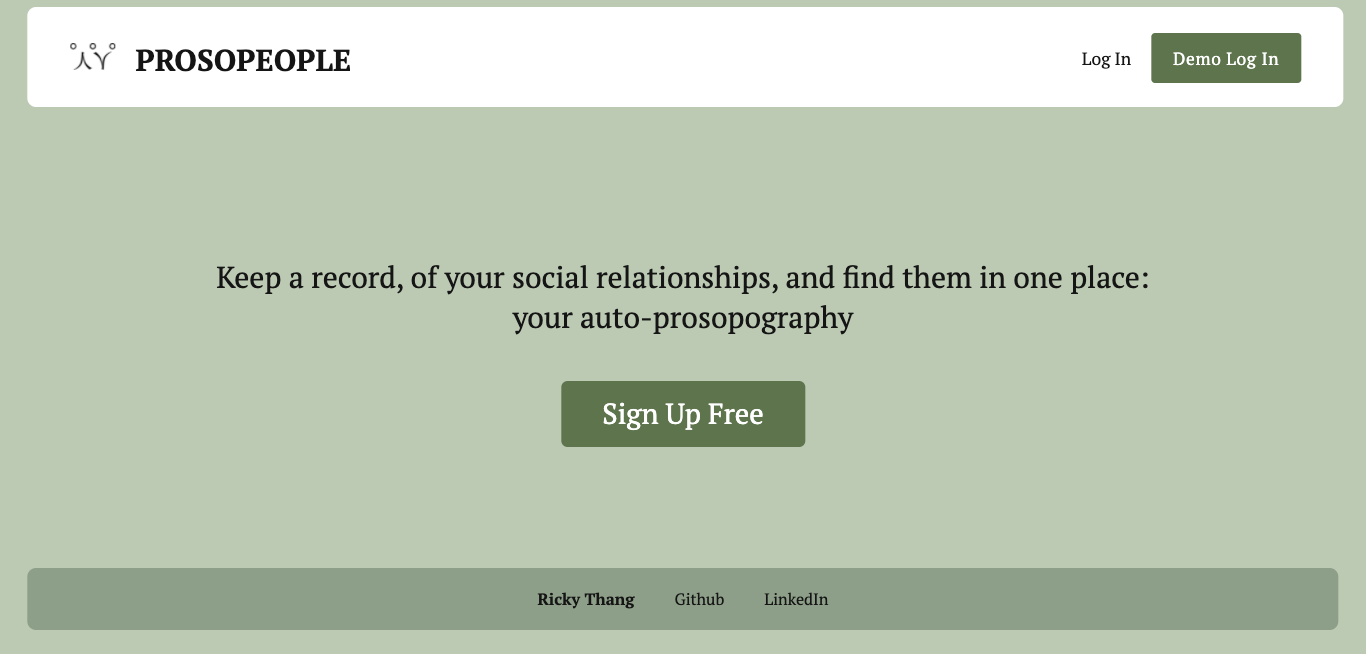 PROSOPEOPLE
Log In
Demo Log In
Keep a record, of your social relationships, and find them in one place:
your auto-prosopography
Sign Up Free
Ricky Thang
Github
LinkedIn